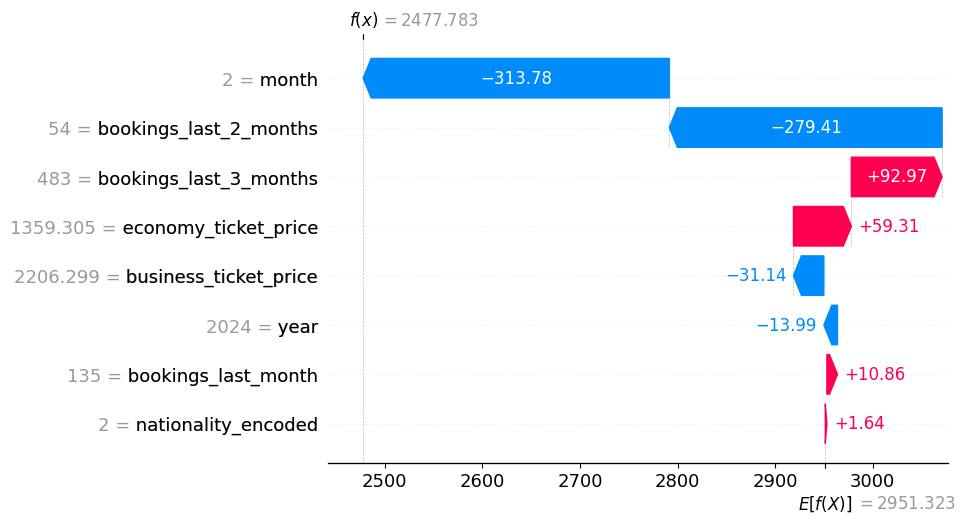 f(x) = 2477.783
2 = month
−313.78
54 = bookings_last_2_months
−279.41
483 = bookings_last_3_months
+92.97
1359.305 = economy_ticket_price
+59.31
2206.299 = business_ticket_price
−31.14
2024 = year
−13.99
135 = bookings_last_month
+10.86
2 = nationality_encoded
+1.64
2500 2600 2700 2800 2900 3000
E[f(X)] = 2951.323